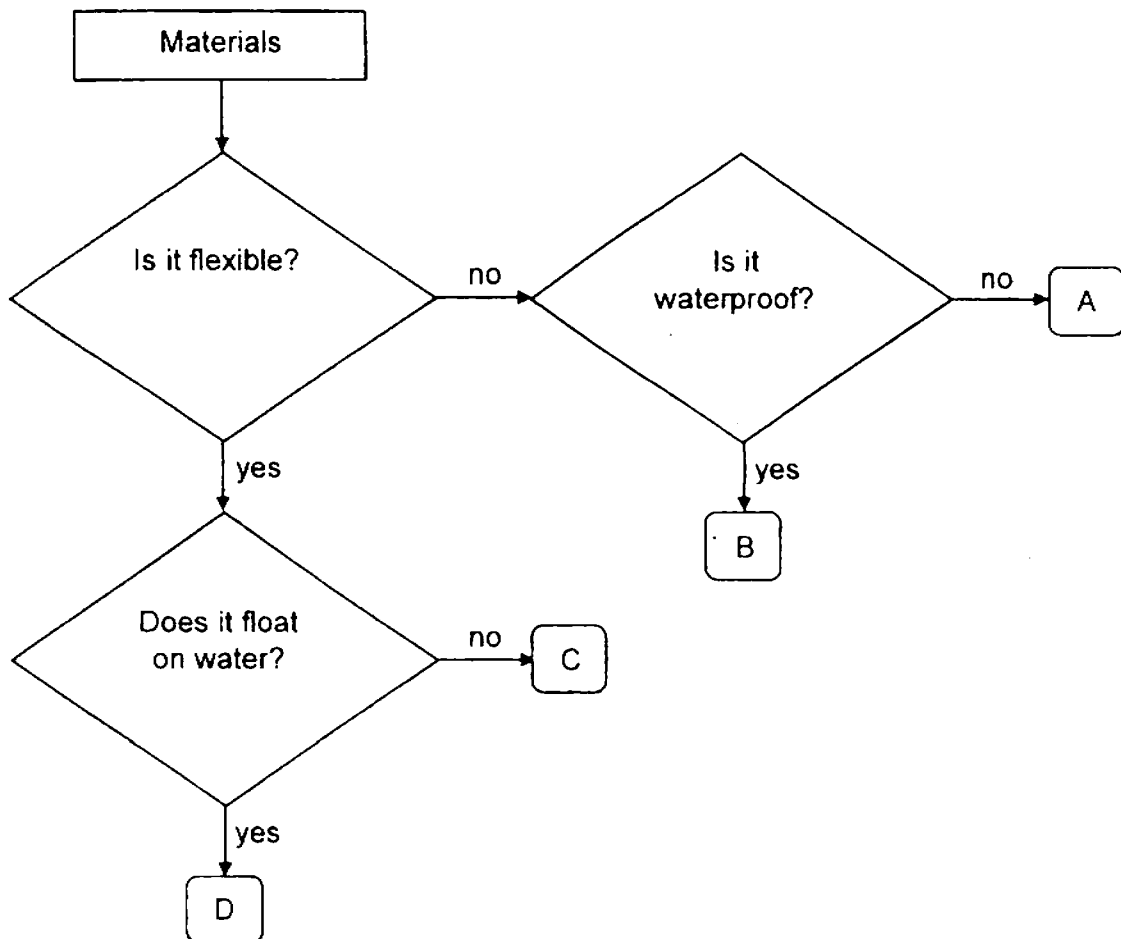 Materials
Is it flexible?
no
Is it
waterproof?
no
A
yes
yes
B
Does it float
on water?
no
C
yes
D